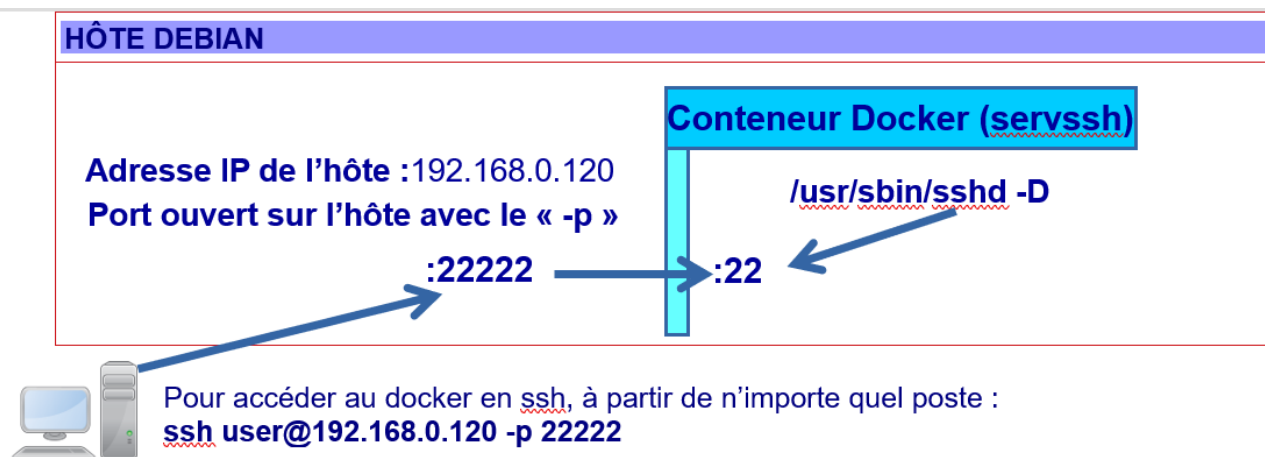 HÔTE DEBIAN
Conteneur Docker (servssh)
Adresse IP de l’hôte :192.168.0.120
Port ouvert sur l’hôte avec le « -p »
/usr/sbin/sshd -D
:22222
:22
Pour accéder au docker en ssh, à partir de n’importe quel poste :
ssh user@192.168.0.120 -p 22222